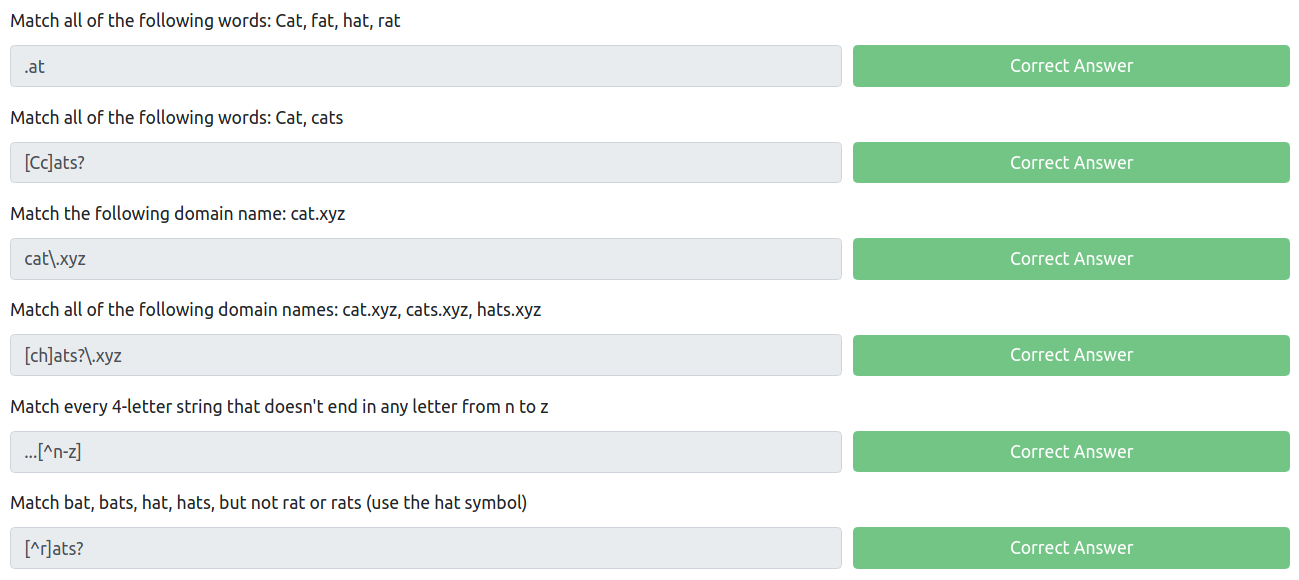 Match all of the following words: Cat, fat, hat, rat
.at
Correct Answer
Match all of the following words: Cat, cats
[Cc]ats?
Correct Answer
Match the following domain name: cat.xyz
cat\.xyz
Correct Answer
Match all of the following domain names: cat.xyz, cats.xyz, hats.xyz
[ch]ats?\.xyz
Correct Answer
Match every 4-letter string that doesn't end in any letter from n to z
...[^n-z]
Correct Answer
Match bat, bats, hat, hats, but not rat or rats (use the hat symbol)
[^r]ats?
Correct Answer